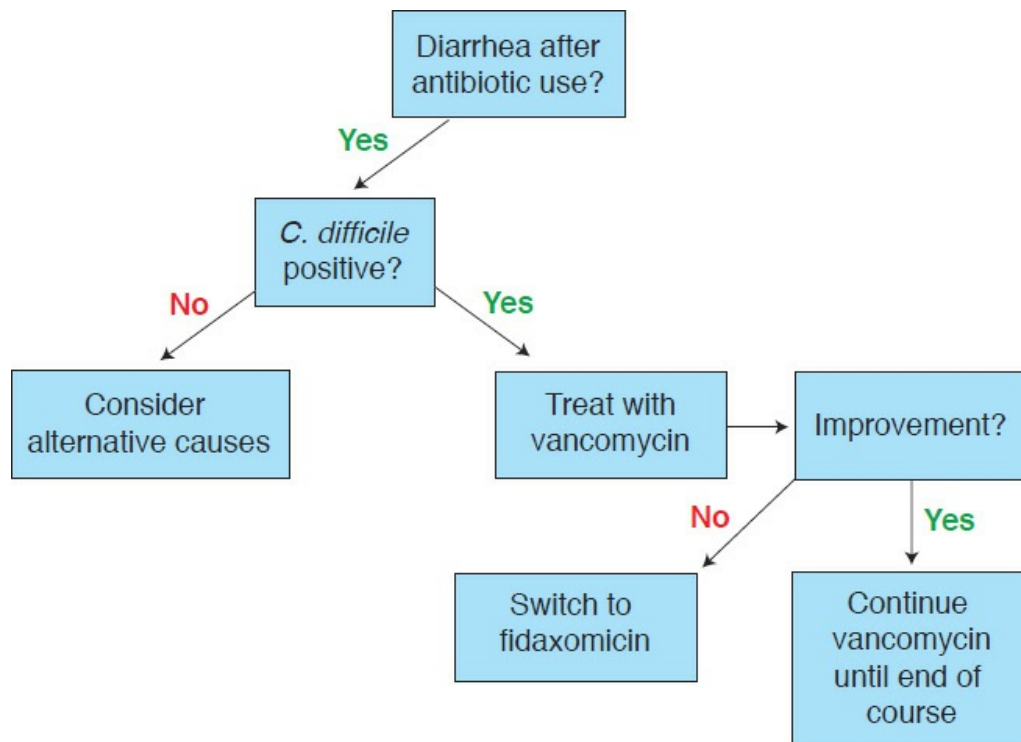 Diarrhea after
antibiotic use?
Yes
C. difficile
positive?
No
Yes
Consider
alternative causes
Treat with
vancomycin
Improvement?
No
Yes
Switch to
fidaxomicin
Continue
vancomycin
until end of
course